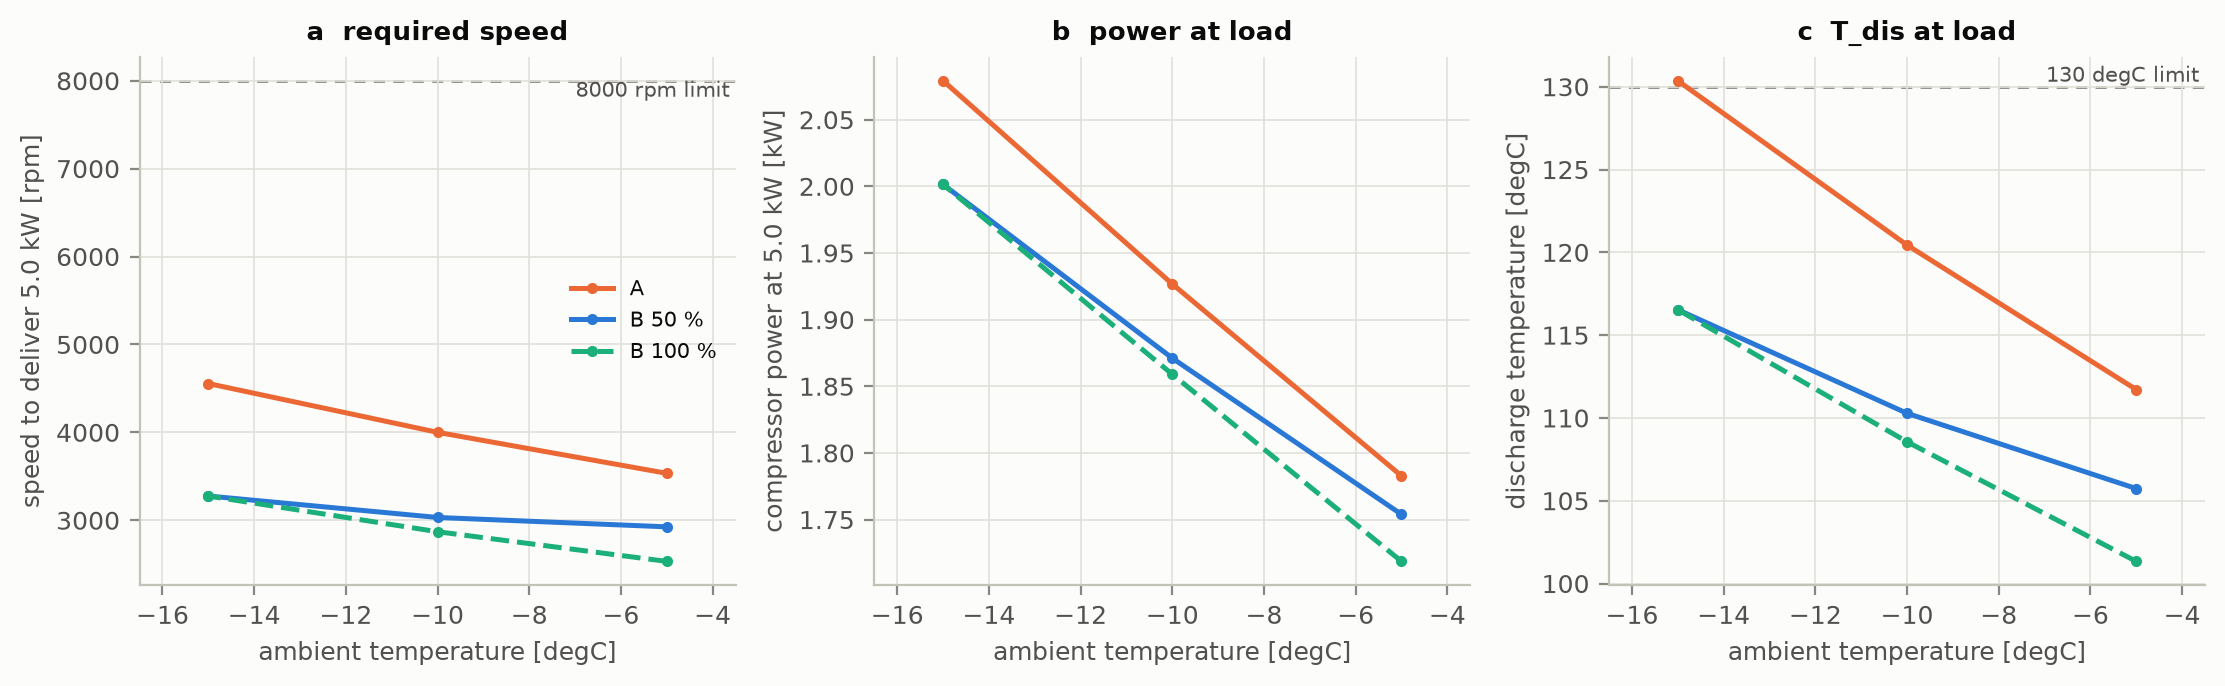 a  required speed
speed to deliver 5.0 kW [rpm]
8000
7000
6000
5000
4000
3000
8000 rpm limit
A
B 50 %
B 100 %
−16
−14
−12
−10
−8
−6
−4
ambient temperature [degC]
b  power at load
compressor power at 5.0 kW [kW]
2.05
2.00
1.95
1.90
1.85
1.80
1.75
−16
−14
−12
−10
−8
−6
−4
ambient temperature [degC]
c  T_dis at load
discharge temperature [degC]
130
125
120
115
110
105
100
130 degC limit
−16
−14
−12
−10
−8
−6
−4
ambient temperature [degC]